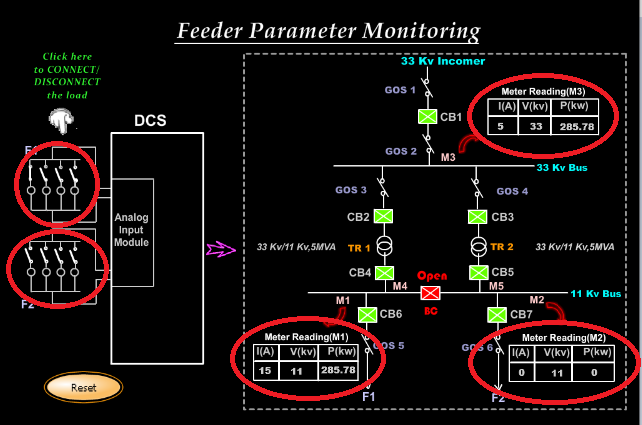 Feeder Parameter Monitoring
Click here
to CONNECT/
DISCONNECT
the load
DCS
F1
Analog
Input
Module
F2
Reset
33 Kv Incomer
GOS 1
CB1
GOS 2
M3
Meter Reading(M3)
I(A) V(kv) P(kw)
5 33 285.78
33 Kv Bus
GOS 3
GOS 4
CB2
CB3
33 Kv/11 Kv,5MVA
TR 1
TR 2
33 Kv/11 Kv,5MVA
CB4
Open
CB5
M4
M5
M1
BC
M2
11 Kv Bus
CB6
CB7
Meter Reading(M1)
I(A) V(kv) P(kw)
15 11 285.78
GOS 5
Meter Reading(M2)
I(A) V(kv) P(kw)
0 11 0
GOS 6
F1
F2